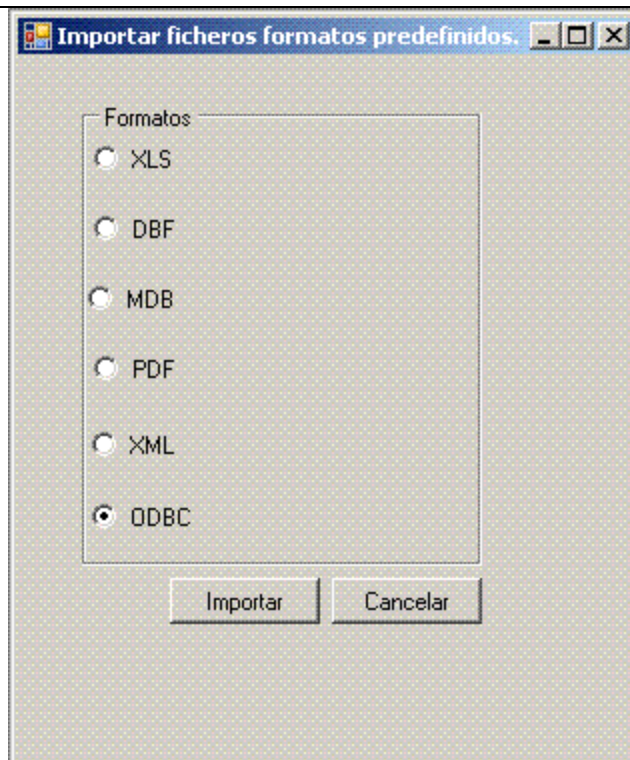 Importar ficheros formatos predefinidos.
Formatos
XLS
DBF
MDB
PDF
XML
ODBC
Importar Cancelar